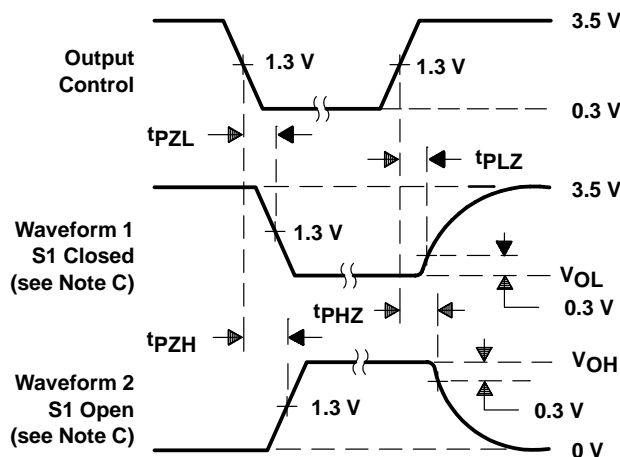 3.5 V
Output
Control
1.3 V
1.3 V
0.3 V
tPZL
tPLZ
3.5 V
Waveform 1
S1 Closed
(see Note C)
1.3 V
VOL
0.3 V
tPHZ
tPZH
VOH
Waveform 2
S1 Open
(see Note C)
1.3 V
0.3 V
0 V